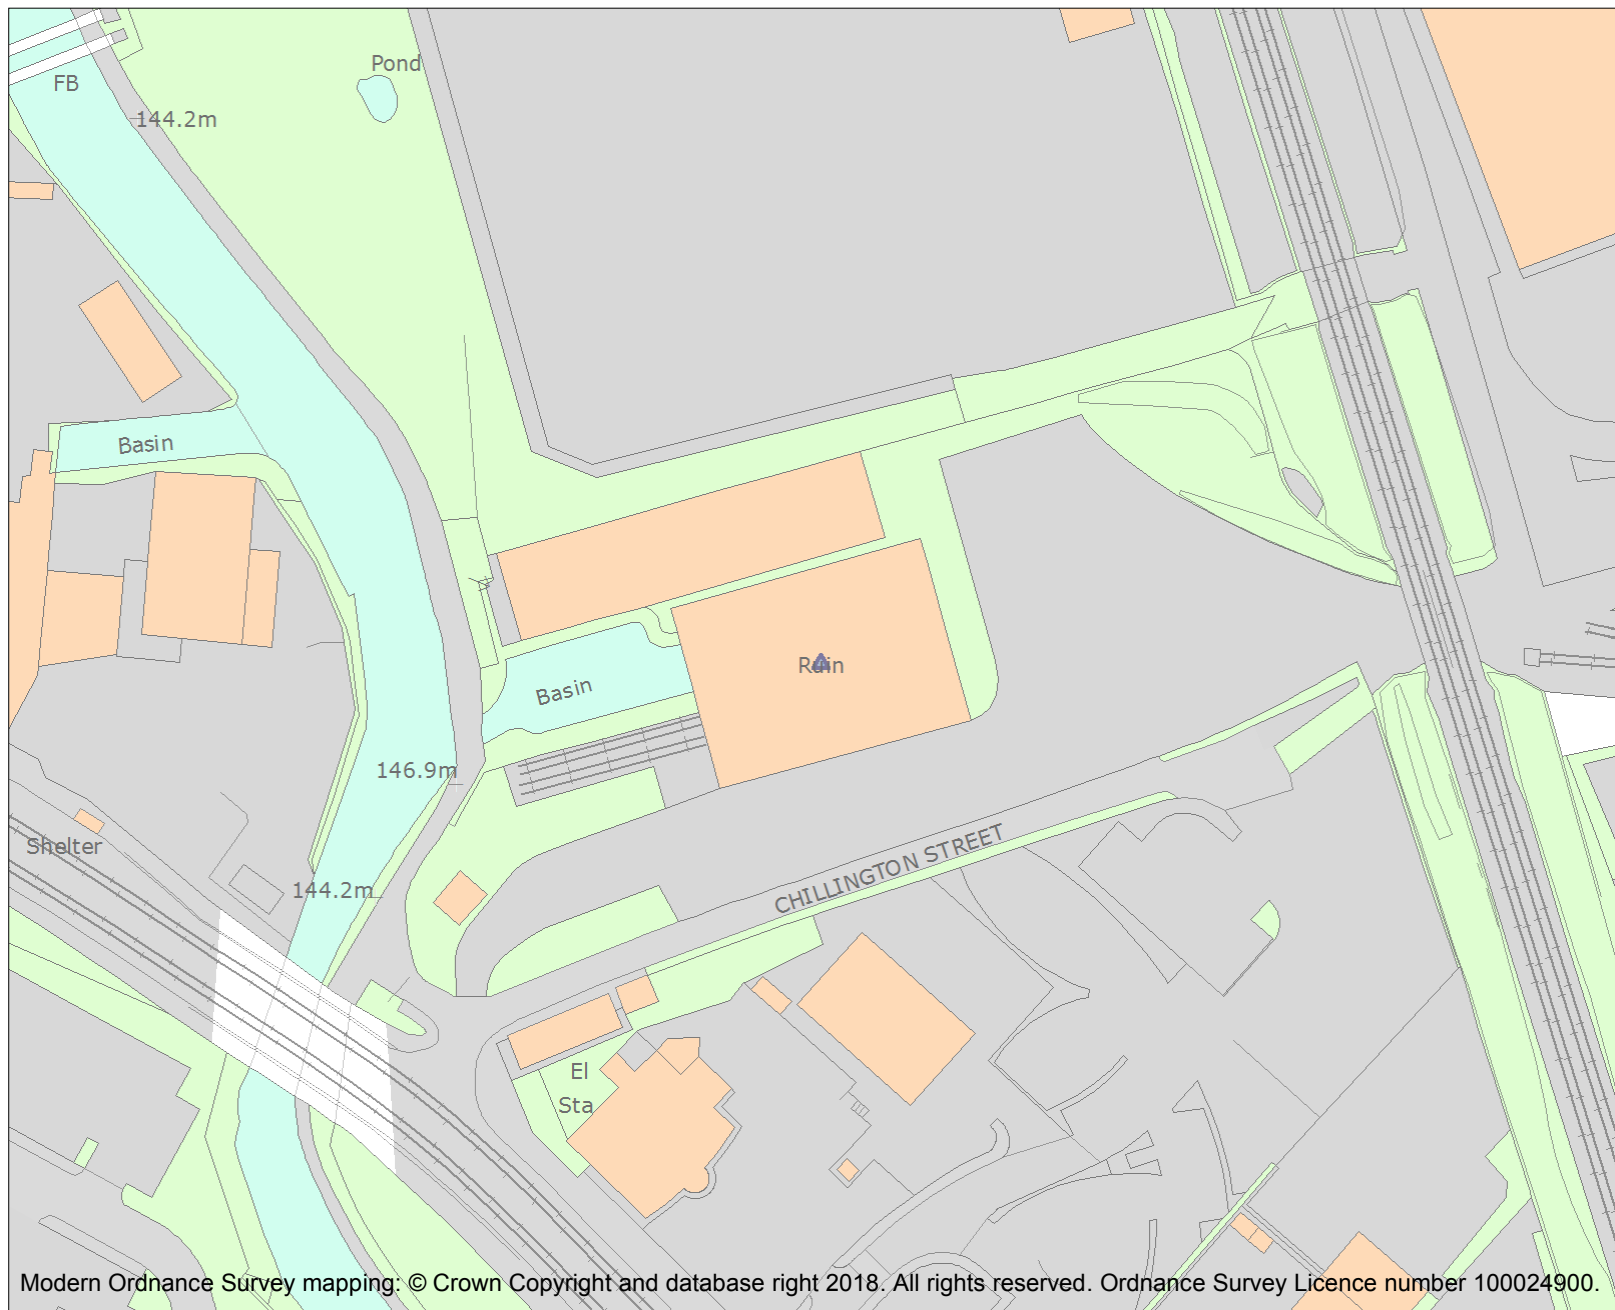 Pond
FB
144.2m
Basin
Ruin
Basin
146.9m
CHILLINGTON STREET
Shelter
144.2m
El
Sta
Modern Ordnance Survey mapping: © Crown Copyright and database right 2018. All rights reserved. Ordnance Survey Licence number 100024900.